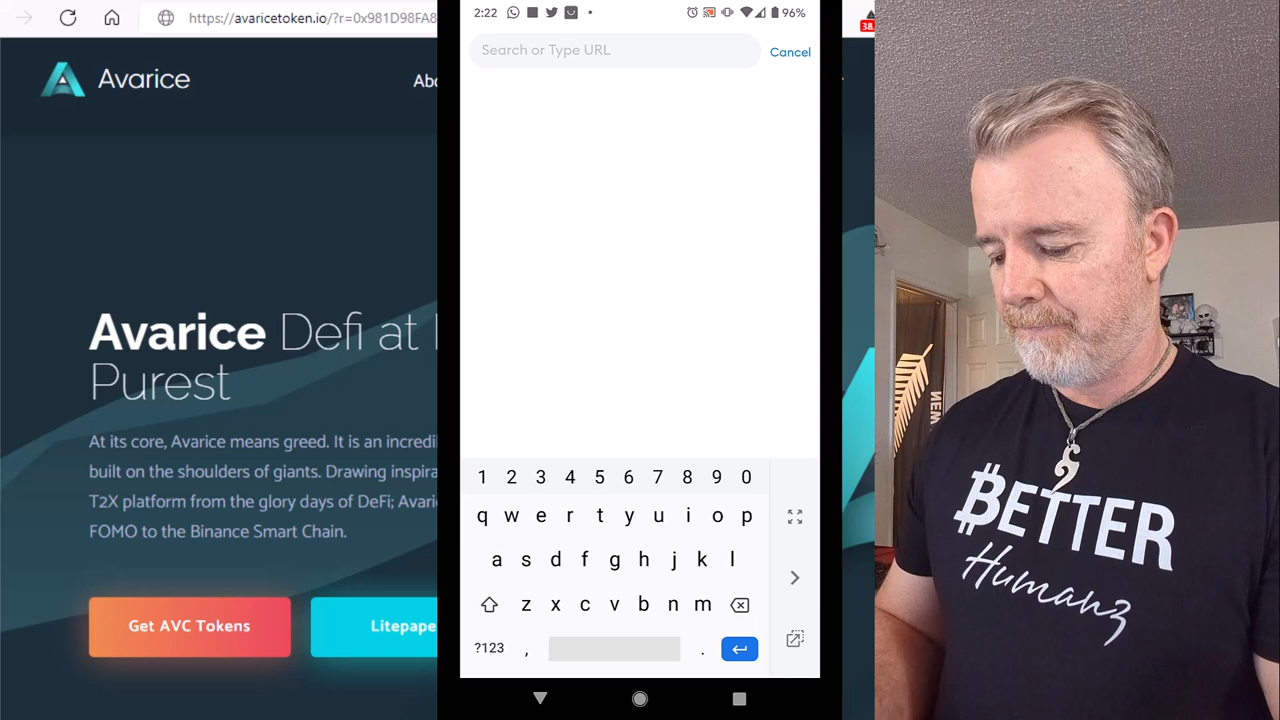 https://avaricetoken.io/?r=0x981D98FA8
38
Avarice
Abo
Avarice Defi at
Purest
At its core, Avarice means greed. It is an incredi
built on the shoulders of giants. Drawing inspira
T2X platform from the glory days of DeFi; Avari
FOMO to the Binance Smart Chain.
Get AVC Tokens
Litepape
2:22
96%
Search or Type URL
Cancel
1 2 3 4 5 6 7 8 9 0
q w e r t y u i o p
a s d f g h j k l
z x c v b n m
?123 , .
BETTER
Humanz